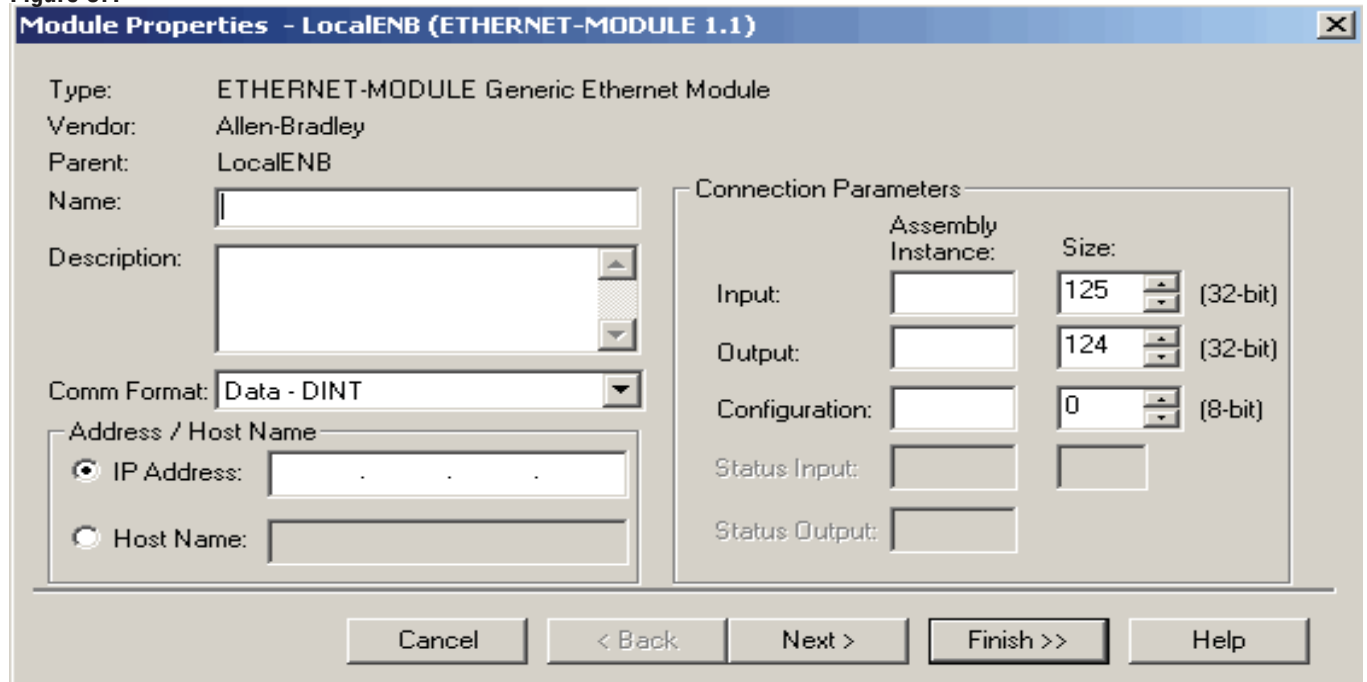 Module Properties - LocalENB (ETHERNET-MODULE 1.1)
Type: ETHERNET-MODULE Generic Ethernet Module
Vendor: Allen-Bradley
Parent: LocalENB
Name:
Description:
Comm Format: Data - DINT
Address / Host Name
IP Address: . . .
Host Name:
Connection Parameters
Assembly
Instance: Size:
Input: 125 (32-bit)
Output: 124 (32-bit)
Configuration: 0 (8-bit)
Status Input:
Status Output:
Cancel < Back Next > Finish >> Help